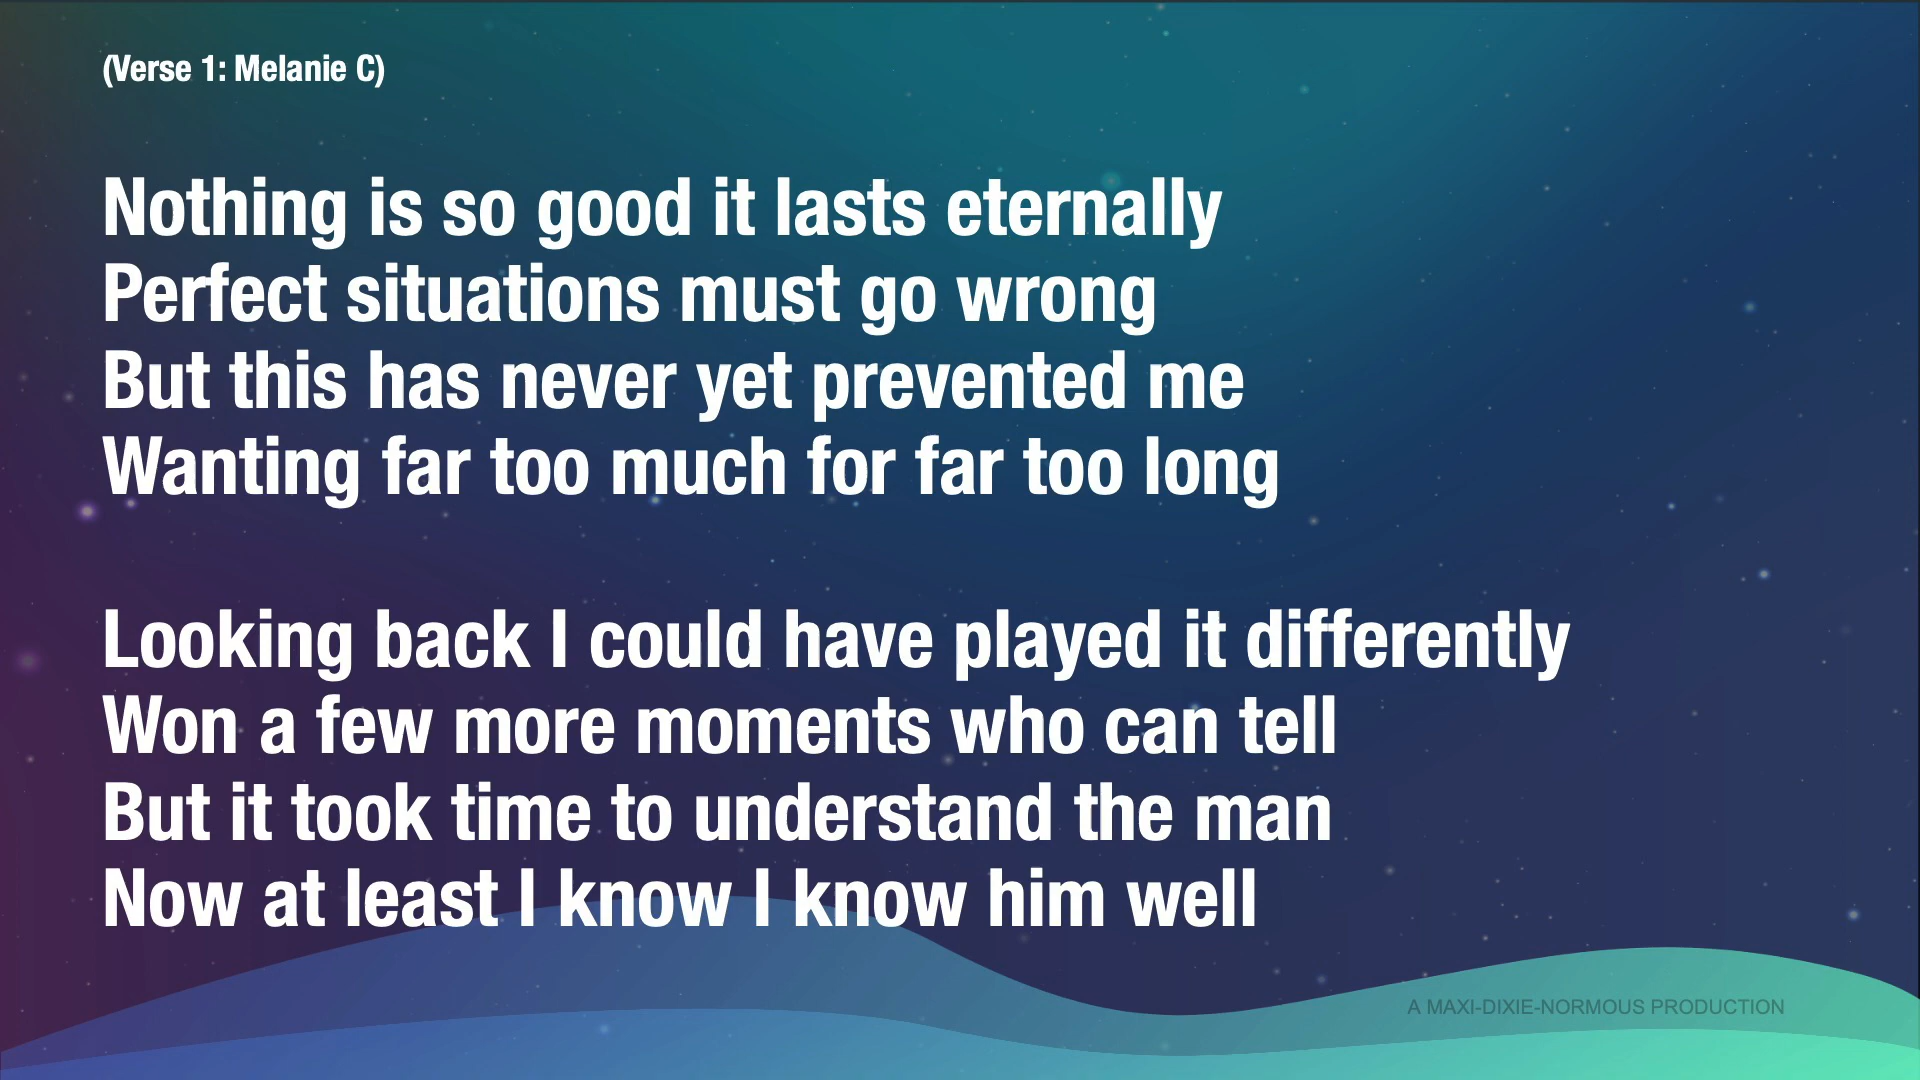 (Verse 1: Melanie C)
Nothing is so good it lasts eternally
Perfect situations must go wrong
But this has never yet prevented me
Wanting far too much for far too long
Looking back I could have played it differently
Won a few more moments who can tell
But it took time to understand the man
Now at least I know I know him well
A MAXI-DIXIE-NORMOUS PRODUCTION